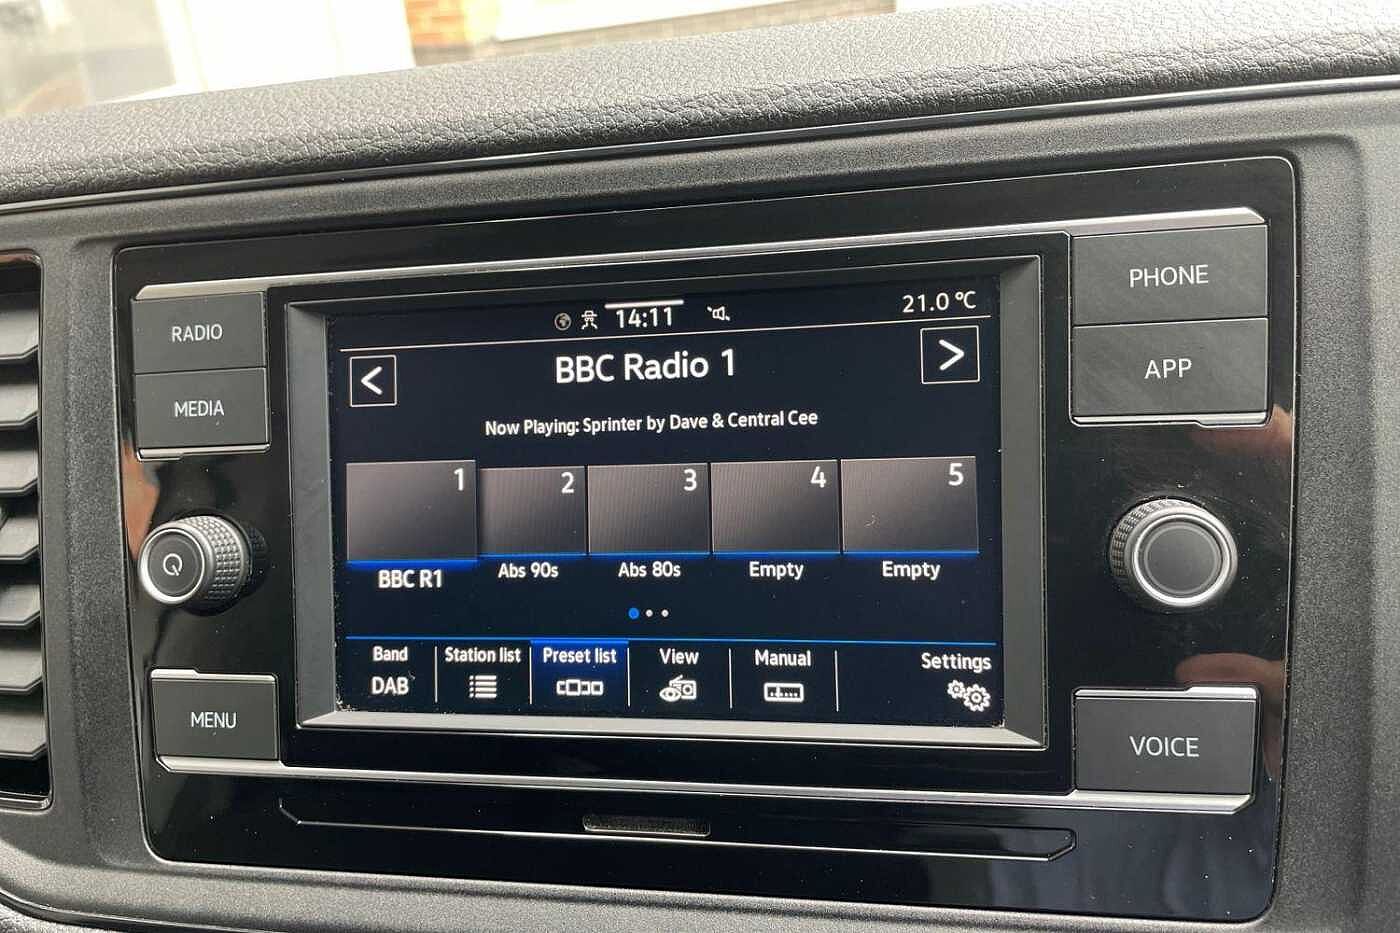 RADIO
MEDIA
MENU
PHONE
APP
VOICE
14:11
21.0 °C
<
BBC Radio 1
>
Now Playing: Sprinter by Dave & Central Cee
1
2
3
4
5
BBC R1
Abs 90s
Abs 80s
Empty
Empty
Band
DAB
Station list
Preset list
View
Manual
Settings